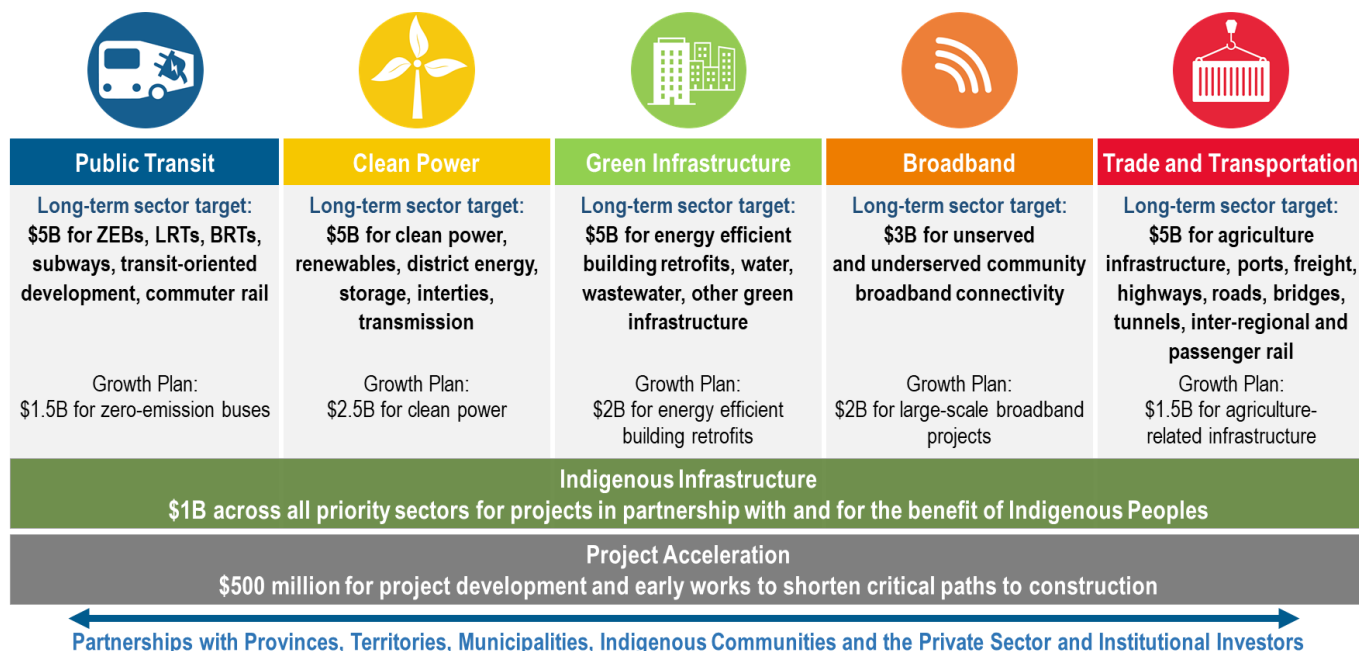 Public Transit
Long-term sector target:
$5B for ZEBs, LRTs, BRTs,
subways, transit-oriented
development, commuter rail
Growth Plan:
$1.5B for zero-emission buses
Clean Power
Long-term sector target:
$5B for clean power,
renewables, district energy,
storage, interties,
transmission
Growth Plan:
$2.5B for clean power
Green Infrastructure
Long-term sector target:
$5B for energy efficient
building retrofits, water,
wastewater, other green
infrastructure
Growth Plan:
$2B for energy efficient
building retrofits
Broadband
Long-term sector target:
$3B for unserved
and underserved community
broadband connectivity
Growth Plan:
$2B for large-scale broadband
projects
Trade and Transportation
Long-term sector target:
$5B for agriculture
infrastructure, ports, freight,
highways, roads, bridges,
tunnels, inter-regional and
passenger rail
Growth Plan:
$1.5B for agriculture-
related infrastructure
Indigenous Infrastructure
$1B across all priority sectors for projects in partnership with and for the benefit of Indigenous Peoples
Project Acceleration
$500 million for project development and early works to shorten critical paths to construction
Partnerships with Provinces, Territories, Municipalities, Indigenous Communities and the Private Sector and Institutional Investors